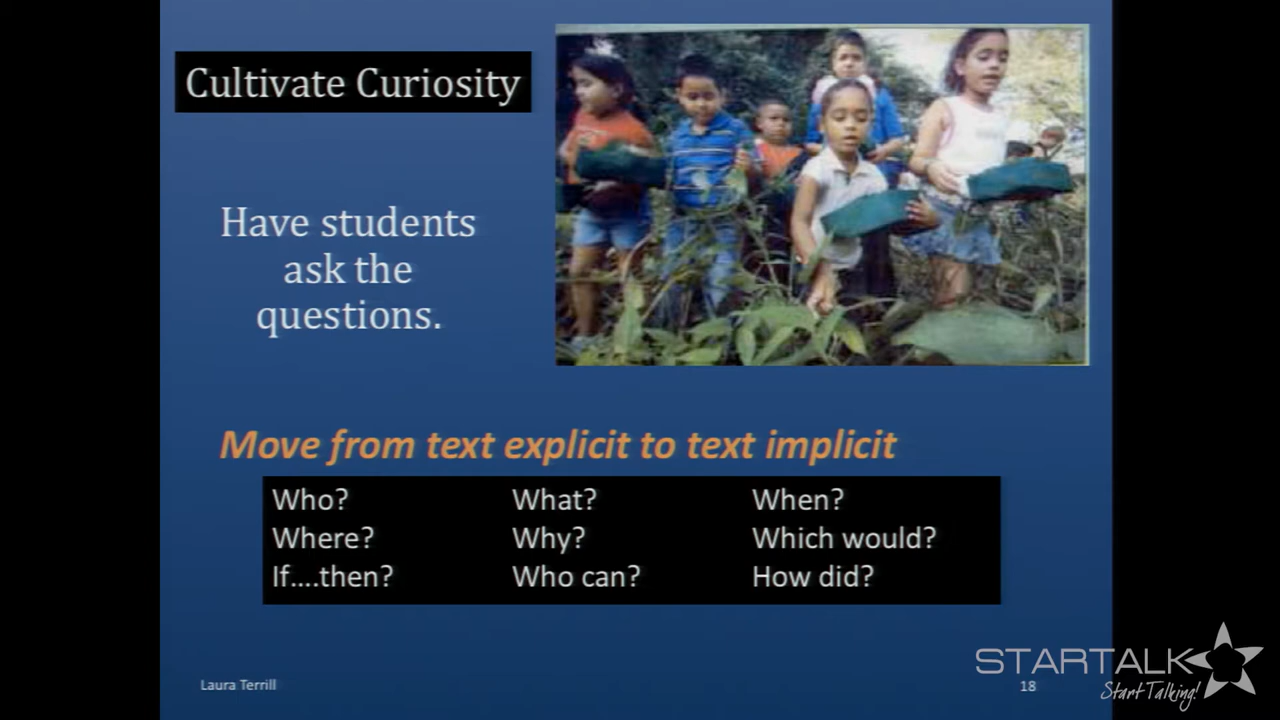 Cultivate Curiosity
Have students
ask the
questions.
Move from text explicit to text implicit
Who? What? When?
Where? Why? Which would?
If....then? Who can? How did?
Laura Terrill
18
STARTALK
Start Talking!